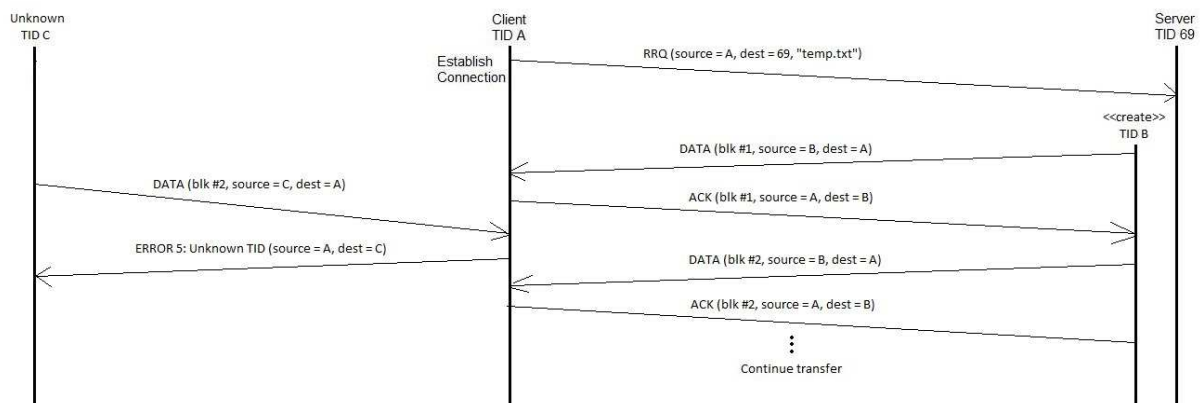 Unknown
TID C
Client
TID A
Server
TID 69
Establish
Connection
RRQ (source = A, dest = 69, "temp.txt")
<<create>>
TID B
DATA (blk #1, source = B, dest = A)
DATA (blk #2, source = C, dest = A)
ACK (blk #1, source = A, dest = B)
ERROR 5: Unknown TID (source = A, dest = C)
DATA (blk #2, source = B, dest = A)
ACK (blk #2, source = A, dest = B)
Continue transfer